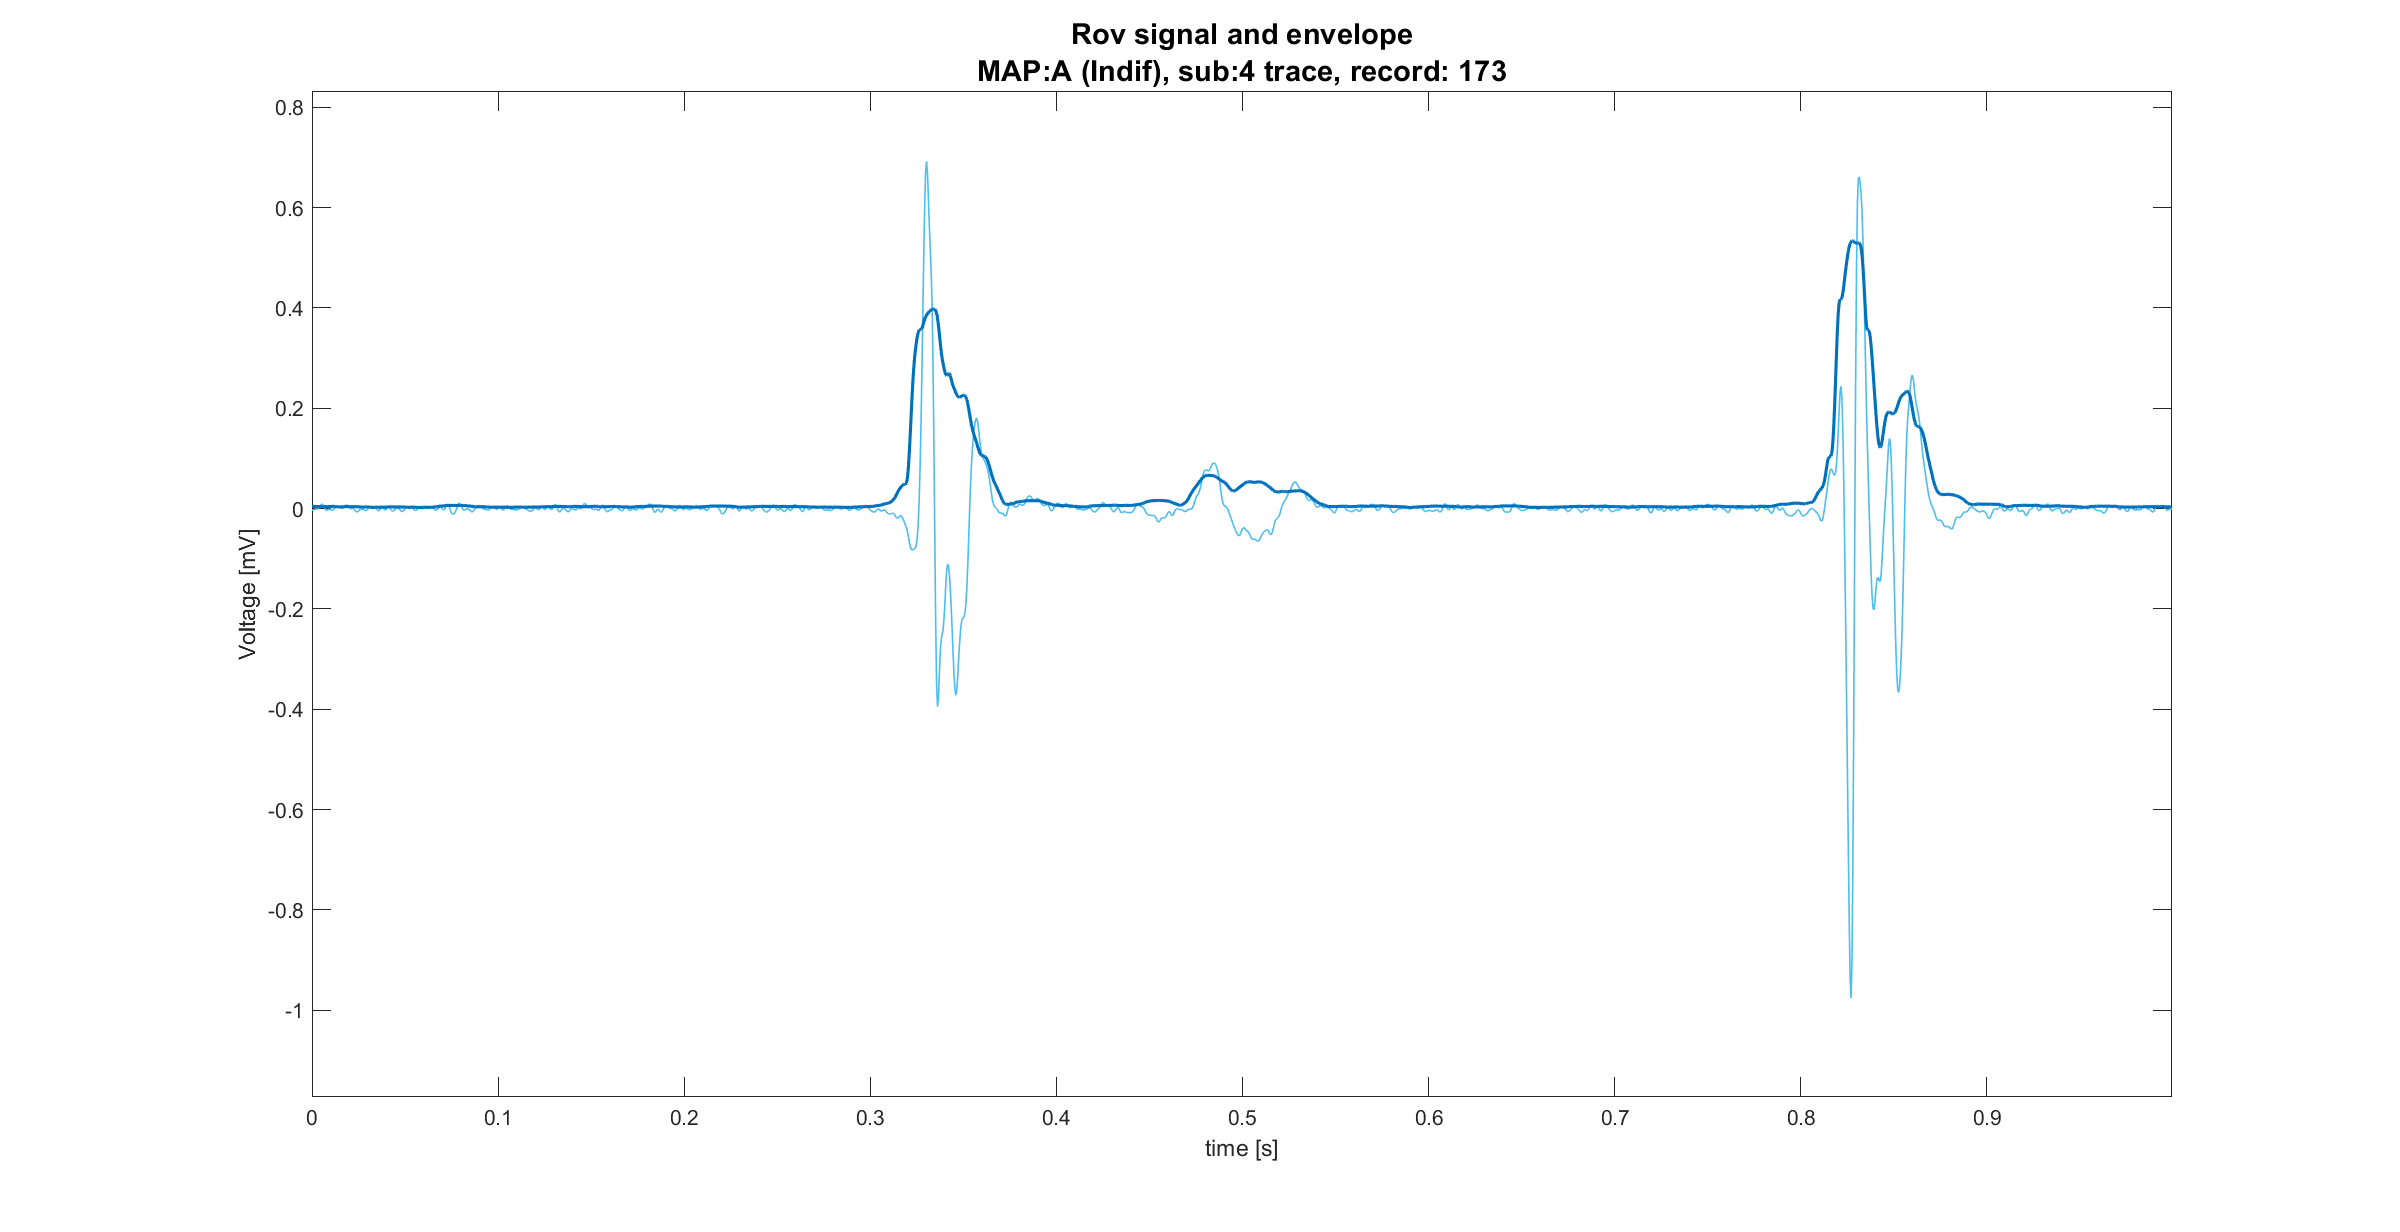 Rov signal and envelope
MAP:A (Indif), sub:4 trace, record: 173
0.8
0.6
0.4
0.2
0
-0.2
-0.4
-0.6
-0.8
-1
Voltage [mV]
0 0.1 0.2 0.3 0.4 0.5 0.6 0.7 0.8 0.9
time [s]